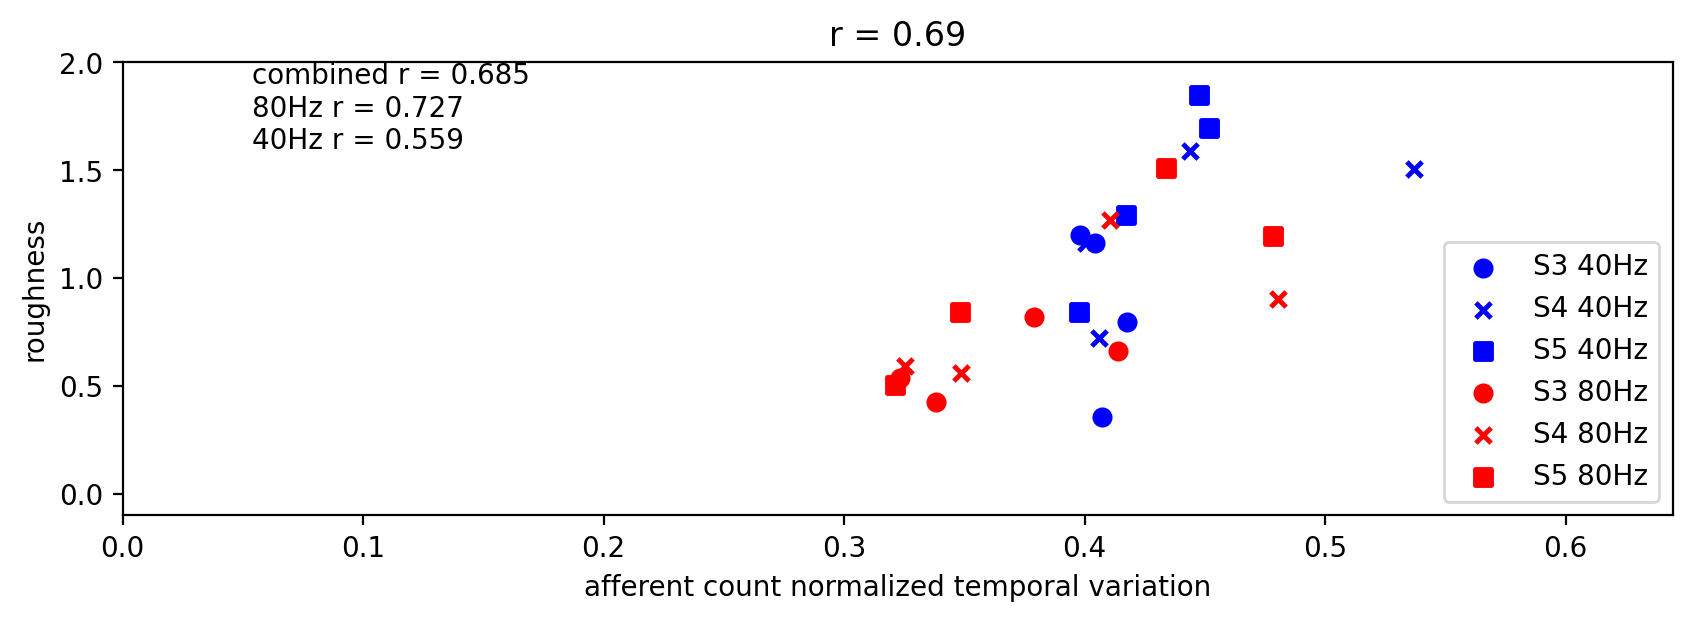 r = 0.69
combined r = 0.685
80Hz r = 0.727
40Hz r = 0.559
2.0
1.5
1.0
0.5
0.0
roughness
S3 40Hz
S4 40Hz
S5 40Hz
S3 80Hz
S4 80Hz
S5 80Hz
0.0 0.1 0.2 0.3 0.4 0.5 0.6
afferent count normalized temporal variation